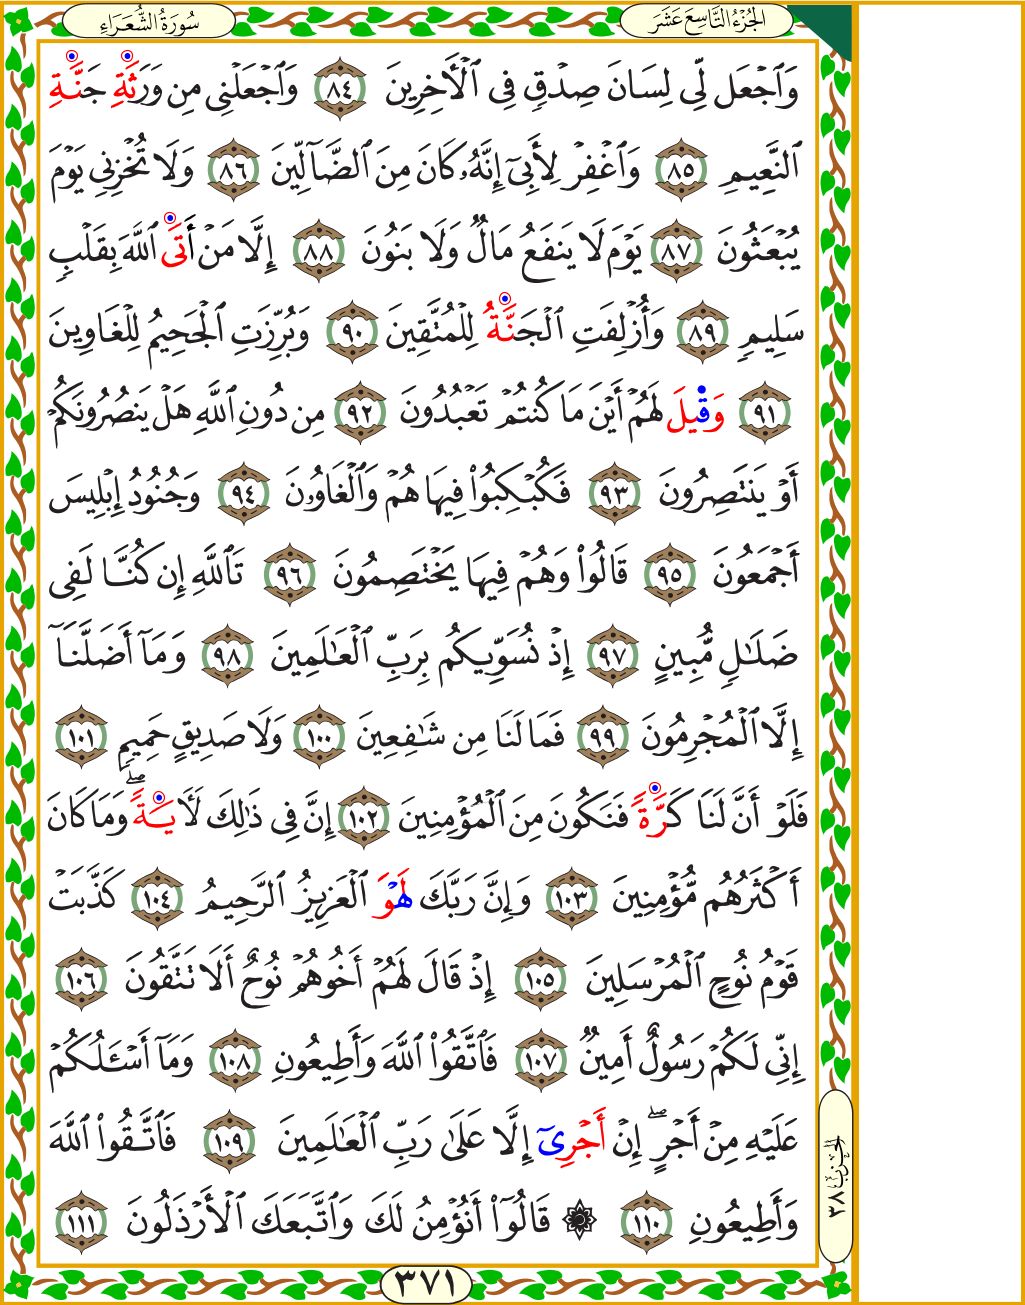 سُورَةُ الشُّعَرَاءِ
الجُزْءُ التَّاسِعَ عَشَرَ
وَٱجْعَل لِّى لِسَانَ صِدْقٍ فِى ٱلْأَخِرِينَ ٨٤ وَٱجْعَلْنِى مِن وَرَثَةِ جَنَّةِ
ٱلنَّعِيمِ ٨٥ وَٱغْفِرْ لِأَبِىٓ إِنَّهُۥ كَانَ مِنَ ٱلضَّآلِّينَ ٨٦ وَلَا تُخْزِنِى يَوْمَ
يُبْعَثُونَ ٨٧ يَوْمَ لَا يَنفَعُ مَالٌ وَلَا بَنُونَ ٨٨ إِلَّا مَنْ أَتَى ٱللَّهَ بِقَلْبٍ
سَلِيمٍ ٨٩ وَأُزْلِفَتِ ٱلْجَنَّةُ لِلْمُتَّقِينَ ٩٠ وَبُرِّزَتِ ٱلْجَحِيمُ لِلْغَاوِينَ
٩١ وَقِيلَ لَهُمْ أَيْنَ مَا كُنتُمْ تَعْبُدُونَ ٩٢ مِن دُونِ ٱللَّهِ هَلْ يَنصُرُونَكُمْ
أَوْ يَنتَصِرُونَ ٩٣ فَكُبْكِبُوا۟ فِيهَا هُمْ وَٱلْغَاوُۥنَ ٩٤ وَجُنُودُ إِبْلِيسَ
أَجْمَعُونَ ٩٥ قَالُوا۟ وَهُمْ فِيهَا يَخْتَصِمُونَ ٩٦ تَٱللَّهِ إِن كُنَّا لَفِى
ضَلَٰلٍ مُّبِينٍ ٩٧ إِذْ نُسَوِّيكُم بِرَبِّ ٱلْعَٰلَمِينَ ٩٨ وَمَآ أَضَلَّنَآ
إِلَّا ٱلْمُجْرِمُونَ ٩٩ فَمَا لَنَا مِن شَٰفِعِينَ ١٠٠ وَلَا صَدِيقٍ حَمِيمٍ ١٠١
فَلَوْ أَنَّ لَنَا كَرَّةً فَنَكُونَ مِنَ ٱلْمُؤْمِنِينَ ١٠٢ إِنَّ فِى ذَٰلِكَ لَأَيَةً ۖ وَمَا كَانَ
أَكْثَرُهُم مُّؤْمِنِينَ ١٠٣ وَإِنَّ رَبَّكَ لَهْوَ ٱلْعَزِيزُ ٱلرَّحِيمُ ١٠٤ كَذَّبَتْ
قَوْمُ نُوحٍ ٱلْمُرْسَلِينَ ١٠٥ إِذْ قَالَ لَهُمْ أَخُوهُمْ نُوحٌ أَلَا تَتَّقُونَ ١٠٦
إِنِّى لَكُمْ رَسُولٌ أَمِينٌ ١٠٧ فَٱتَّقُوا۟ ٱللَّهَ وَأَطِيعُونِ ١٠٨ وَمَآ أَسْـَٔلُكُمْ
عَلَيْهِ مِنْ أَجْرٍ ۖ إِنْ أَجْرِىٓ إِلَّا عَلَىٰ رَبِّ ٱلْعَٰلَمِينَ ١٠٩ فَٱتَّقُوا۟ ٱللَّهَ
وَأَطِيعُونِ ١١٠ ۞ قَالُوٓا۟ أَنُؤْمِنُ لَكَ وَٱتَّبَعَكَ ٱلْأَرْذَلُونَ ١١١
الحِزْبُ ٣٨
٣٧١